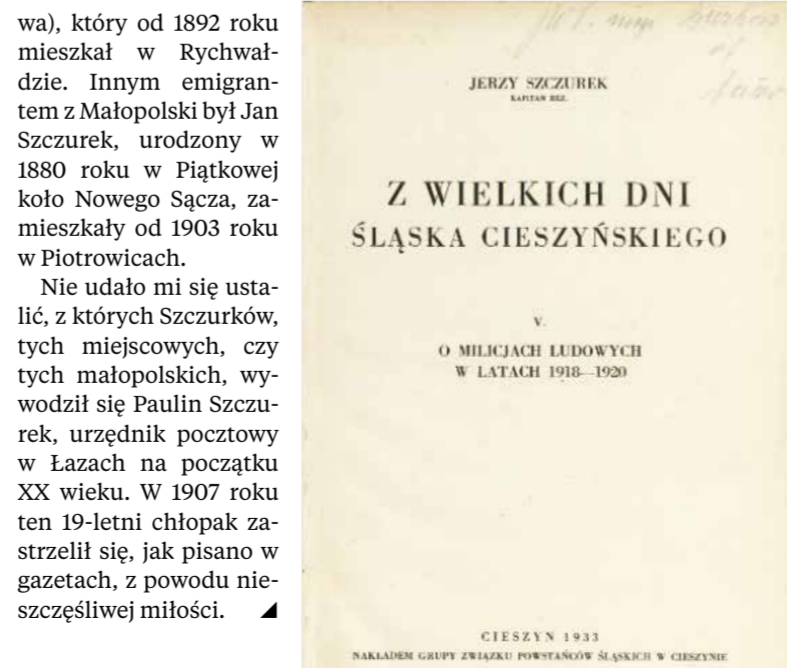 wa), który od 1892 roku
mieszkał w Rychwał-
dzie. Innym emigran-
tem z Małopolski był Jan
Szczurek, urodzony w
1880 roku w Piątkowej
koło Nowego Sącza, za-
mieszkały od 1903 roku
w Piotrowicach.
Nie udało mi się usta-
lić, z których Szczurków,
tych miejscowych, czy
tych małopolskich, wy-
wodził się Paulin Szczu-
rek, urzędnik pocztowy
w Łazach na początku
XX wieku. W 1907 roku
ten 19-letni chłopak za-
strzelił się, jak pisano w
gazetach, z powodu nie-
szczęśliwej miłości.
JERZY SZCZUREK
KAPITAN REZ.
Z WIELKICH DNI
ŚLĄSKA CIESZYŃSKIEGO
V.
O MILICJACH LUDOWYCH
W LATACH 1918—1920
CIESZYN 1933
NAKŁADEM GRUPY ZWIĄZKU POWSTAŃCÓW ŚLĄSKICH W CIESZYNIE